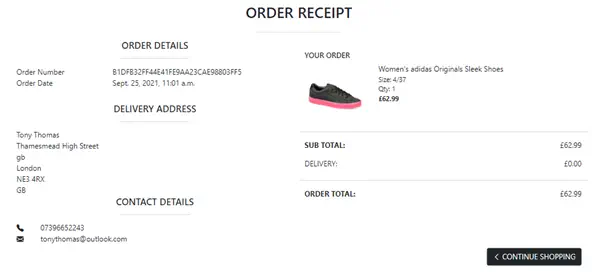 ORDER RECEIPT
ORDER DETAILS
Order Number B1DFB32FF44E41FE9AA23CAE98803FF5
Order Date Sept. 25, 2021, 11:01 a.m.
DELIVERY ADDRESS
Tony Thomas
Thamesmead High Street
gb
London
NE3 4RX
GB
CONTACT DETAILS
07396652243
tonythomas@outlook.com
YOUR ORDER
Women's adidas Originals Sleek Shoes
Size: 4/37
Qty: 1
£62.99
SUB TOTAL: £62.99
DELIVERY: £0.00
ORDER TOTAL: £62.99
CONTINUE SHOPPING